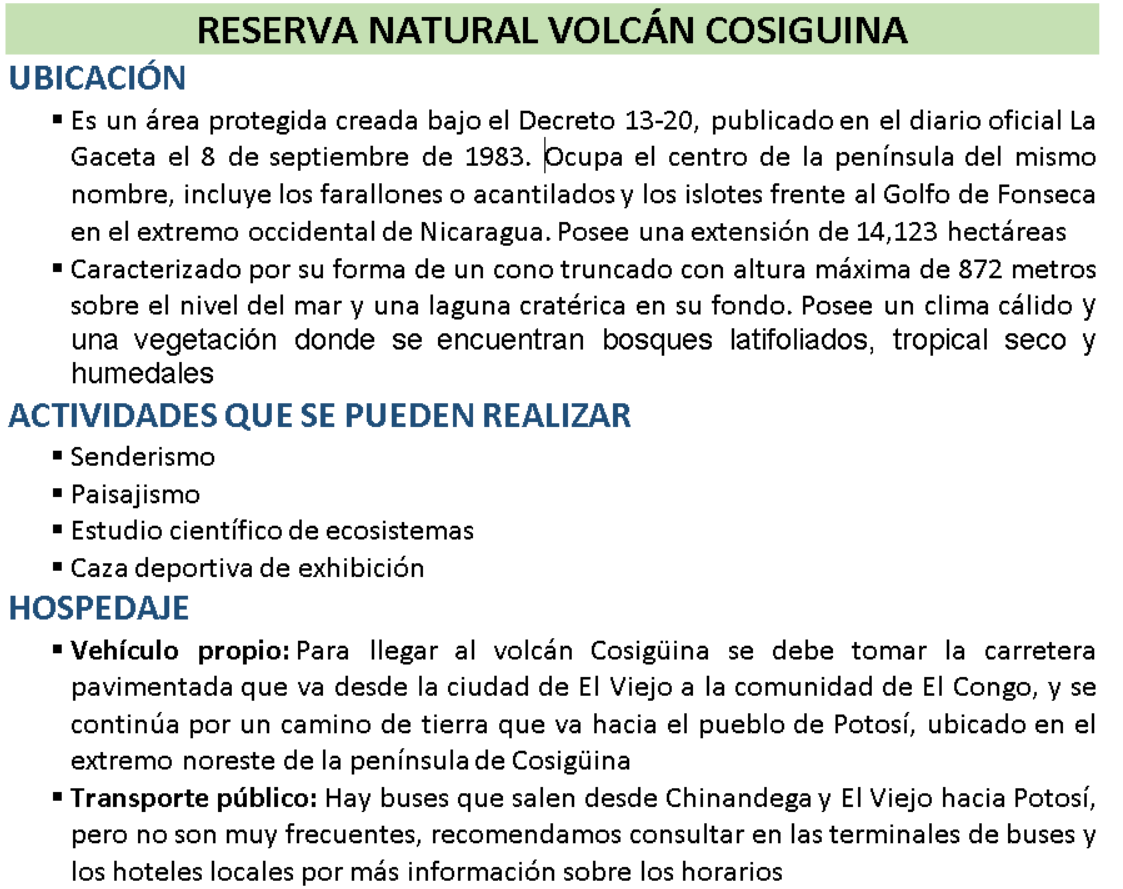 RESERVA NATURAL VOLCÁN COSIGUINA
UBICACIÓN
▪ Es un área protegida creada bajo el Decreto 13-20, publicado en el diario oficial La
Gaceta el 8 de septiembre de 1983. Ocupa el centro de la península del mismo
nombre, incluye los farallones o acantilados y los islotes frente al Golfo de Fonseca
en el extremo occidental de Nicaragua. Posee una extensión de 14,123 hectáreas
▪ Caracterizado por su forma de un cono truncado con altura máxima de 872 metros
sobre el nivel del mar y una laguna cratérica en su fondo. Posee un clima cálido y
una vegetación donde se encuentran bosques latifoliados, tropical seco y
humedales
ACTIVIDADES QUE SE PUEDEN REALIZAR
▪ Senderismo
▪ Paisajismo
▪ Estudio científico de ecosistemas
▪ Caza deportiva de exhibición
HOSPEDAJE
▪ Vehículo propio: Para llegar al volcán Cosigüina se debe tomar la carretera
pavimentada que va desde la ciudad de El Viejo a la comunidad de El Congo, y se
continúa por un camino de tierra que va hacia el pueblo de Potosí, ubicado en el
extremo noreste de la península de Cosigüina
▪ Transporte público: Hay buses que salen desde Chinandega y El Viejo hacia Potosí,
pero no son muy frecuentes, recomendamos consultar en las terminales de buses y
los hoteles locales por más información sobre los horarios